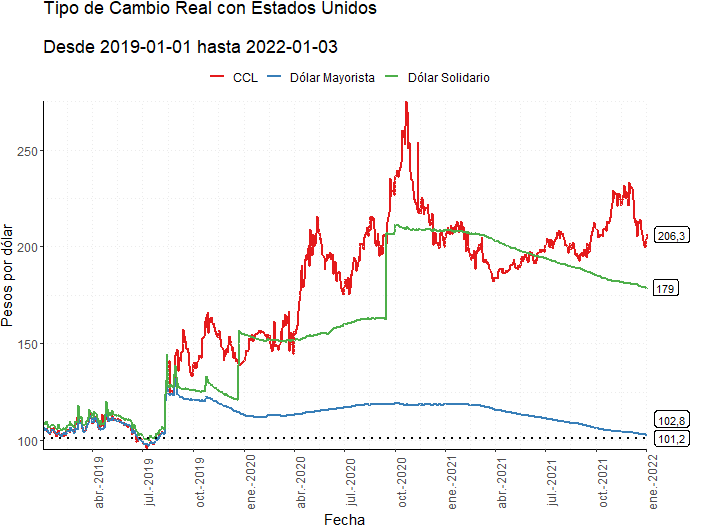 Tipo de Cambio Real con Estados Unidos
Desde 2019-01-01 hasta 2022-01-03
CCL Dólar Mayorista Dólar Solidario
Pesos por dólar
250
200
150
100
206,3
179
102,8
101,2
abr.-2019
jul.-2019
oct.-2019
ene.-2020
abr.-2020
jul.-2020
oct.-2020
ene.-2021
abr.-2021
jul.-2021
oct.-2021
ene.-2022
Fecha